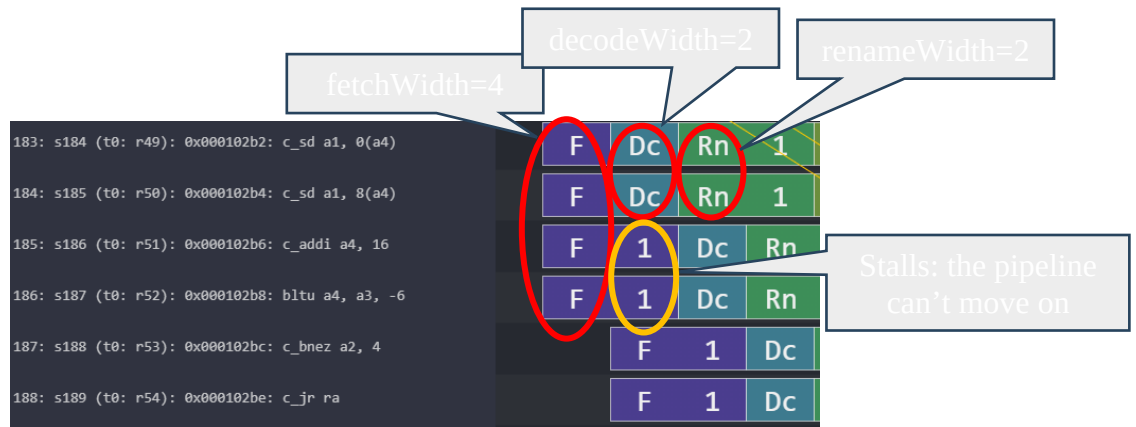 decodeWidth=2
renameWidth=2
fetchWidth=4
183: s184 (t0: r49): 0x000102b2: c_sd a1, 0(a4) F Dc Rn 1
184: s185 (t0: r50): 0x000102b4: c_sd a1, 8(a4) F Dc Rn 1
185: s186 (t0: r51): 0x000102b6: c_addi a4, 16 F 1 Dc Rn
186: s187 (t0: r52): 0x000102b8: bltu a4, a3, -6 F 1 Dc Rn
Stalls: the pipeline
can't move on
187: s188 (t0: r53): 0x000102bc: c_bnez a2, 4 F 1 Dc
188: s189 (t0: r54): 0x000102be: c_jr ra F 1 Dc